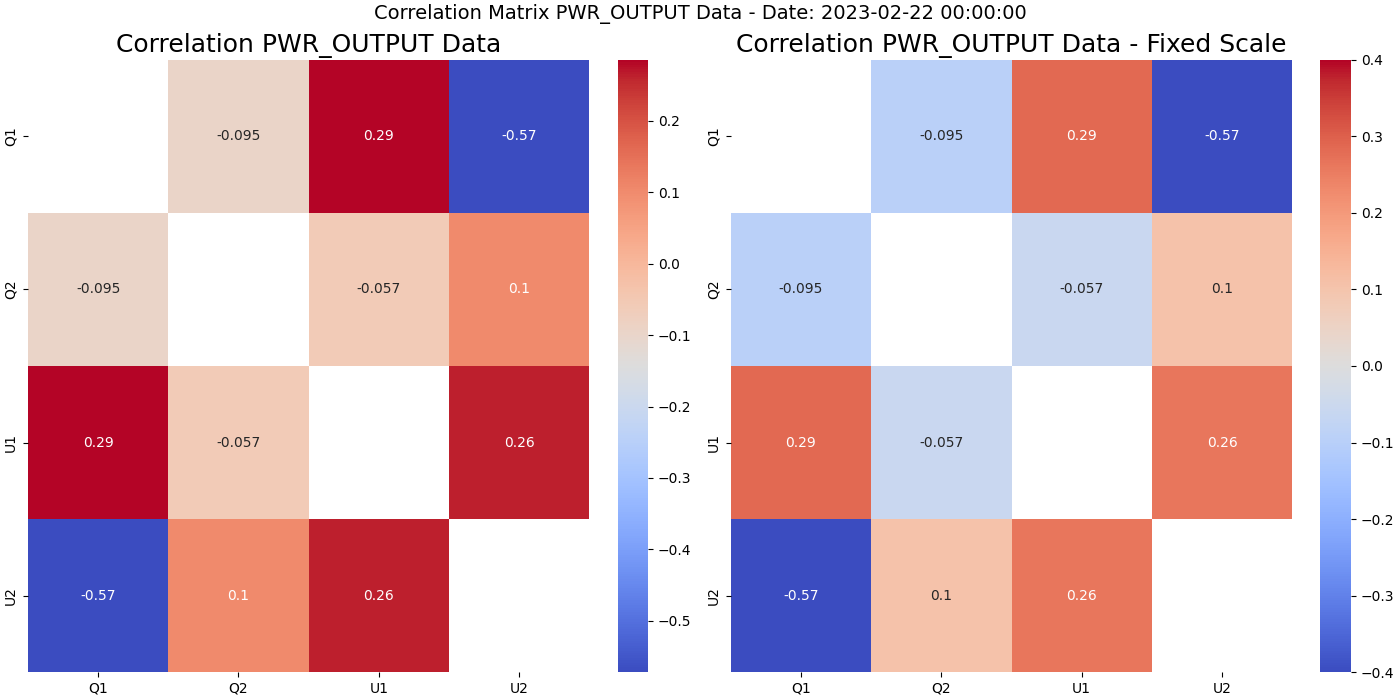 Correlation Matrix PWR_OUTPUT Data - Date: 2023-02-22 00:00:00
Correlation PWR_OUTPUT Data
Q1
-0.095
0.29
-0.57
Q2
-0.095
-0.057
0.1
U1
0.29
-0.057
0.26
U2
-0.57
0.1
0.26
Q1
Q2
U1
U2
0.2
0.1
0.0
−0.1
−0.2
−0.3
−0.4
−0.5
Correlation PWR_OUTPUT Data - Fixed Scale
Q1
-0.095
0.29
-0.57
Q2
-0.095
-0.057
0.1
U1
0.29
-0.057
0.26
U2
-0.57
0.1
0.26
Q1
Q2
U1
U2
0.4
0.3
0.2
0.1
0.0
−0.1
−0.2
−0.3
−0.4